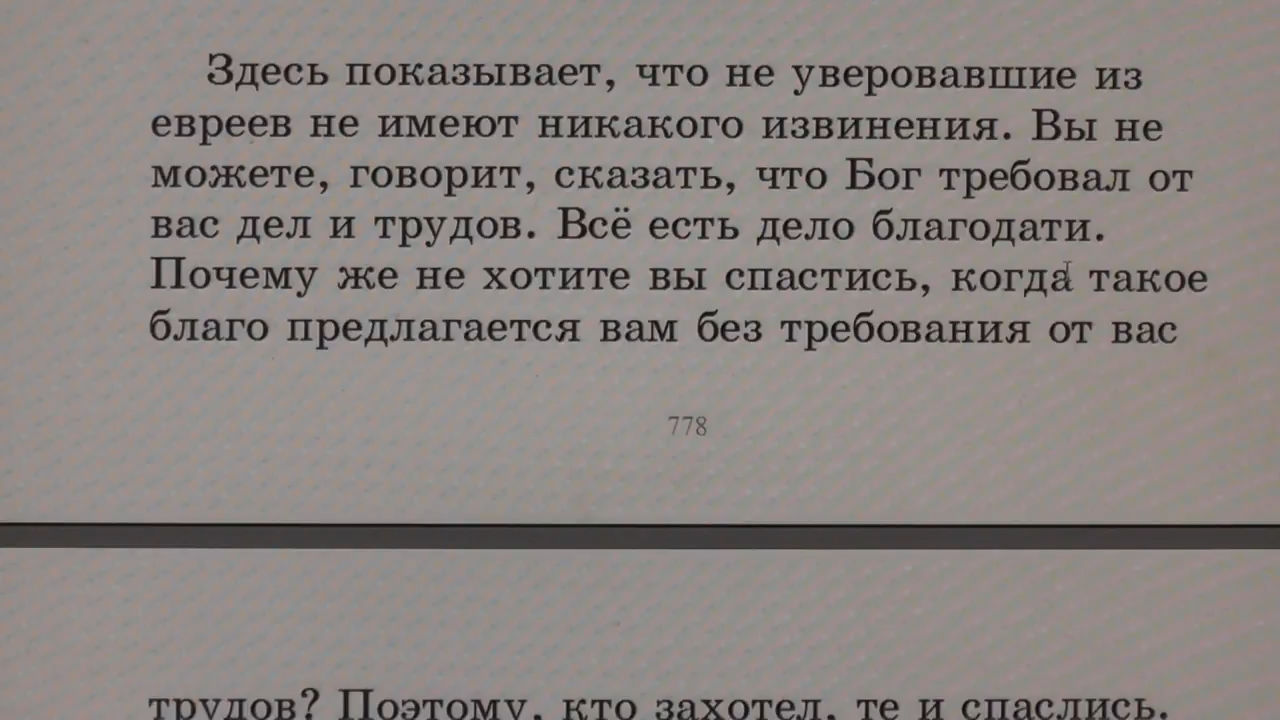 Здесь показывает, что не уверовавшие из
евреев не имеют никакого извинения. Вы не
можете, говорит, сказать, что Бог требовал от
вас дел и трудов. Всё есть дело благодати.
Почему же не хотите вы спастись, когда такое
благо предлагается вам без требования от вас
778
трудов? Поэтому, кто захотел, те и спаслись.